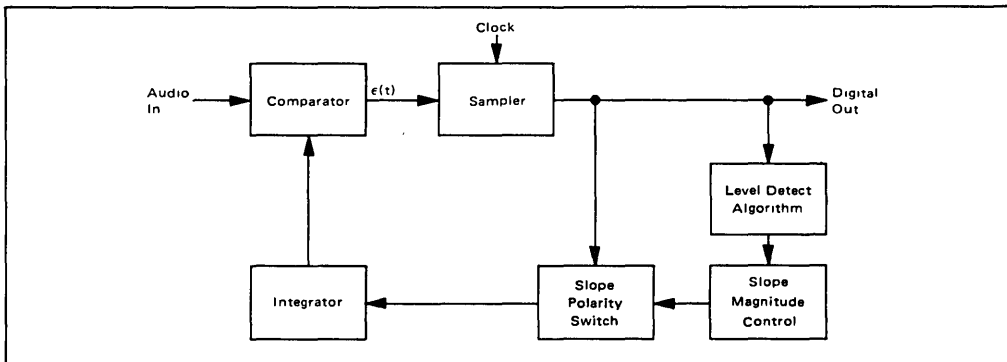 Clock
Audio
In
Comparator
ϵ(t)
Sampler
Digital
Out
Level Detect
Algorithm
Integrator
Slope
Polarity
Switch
Slope
Magnitude
Control